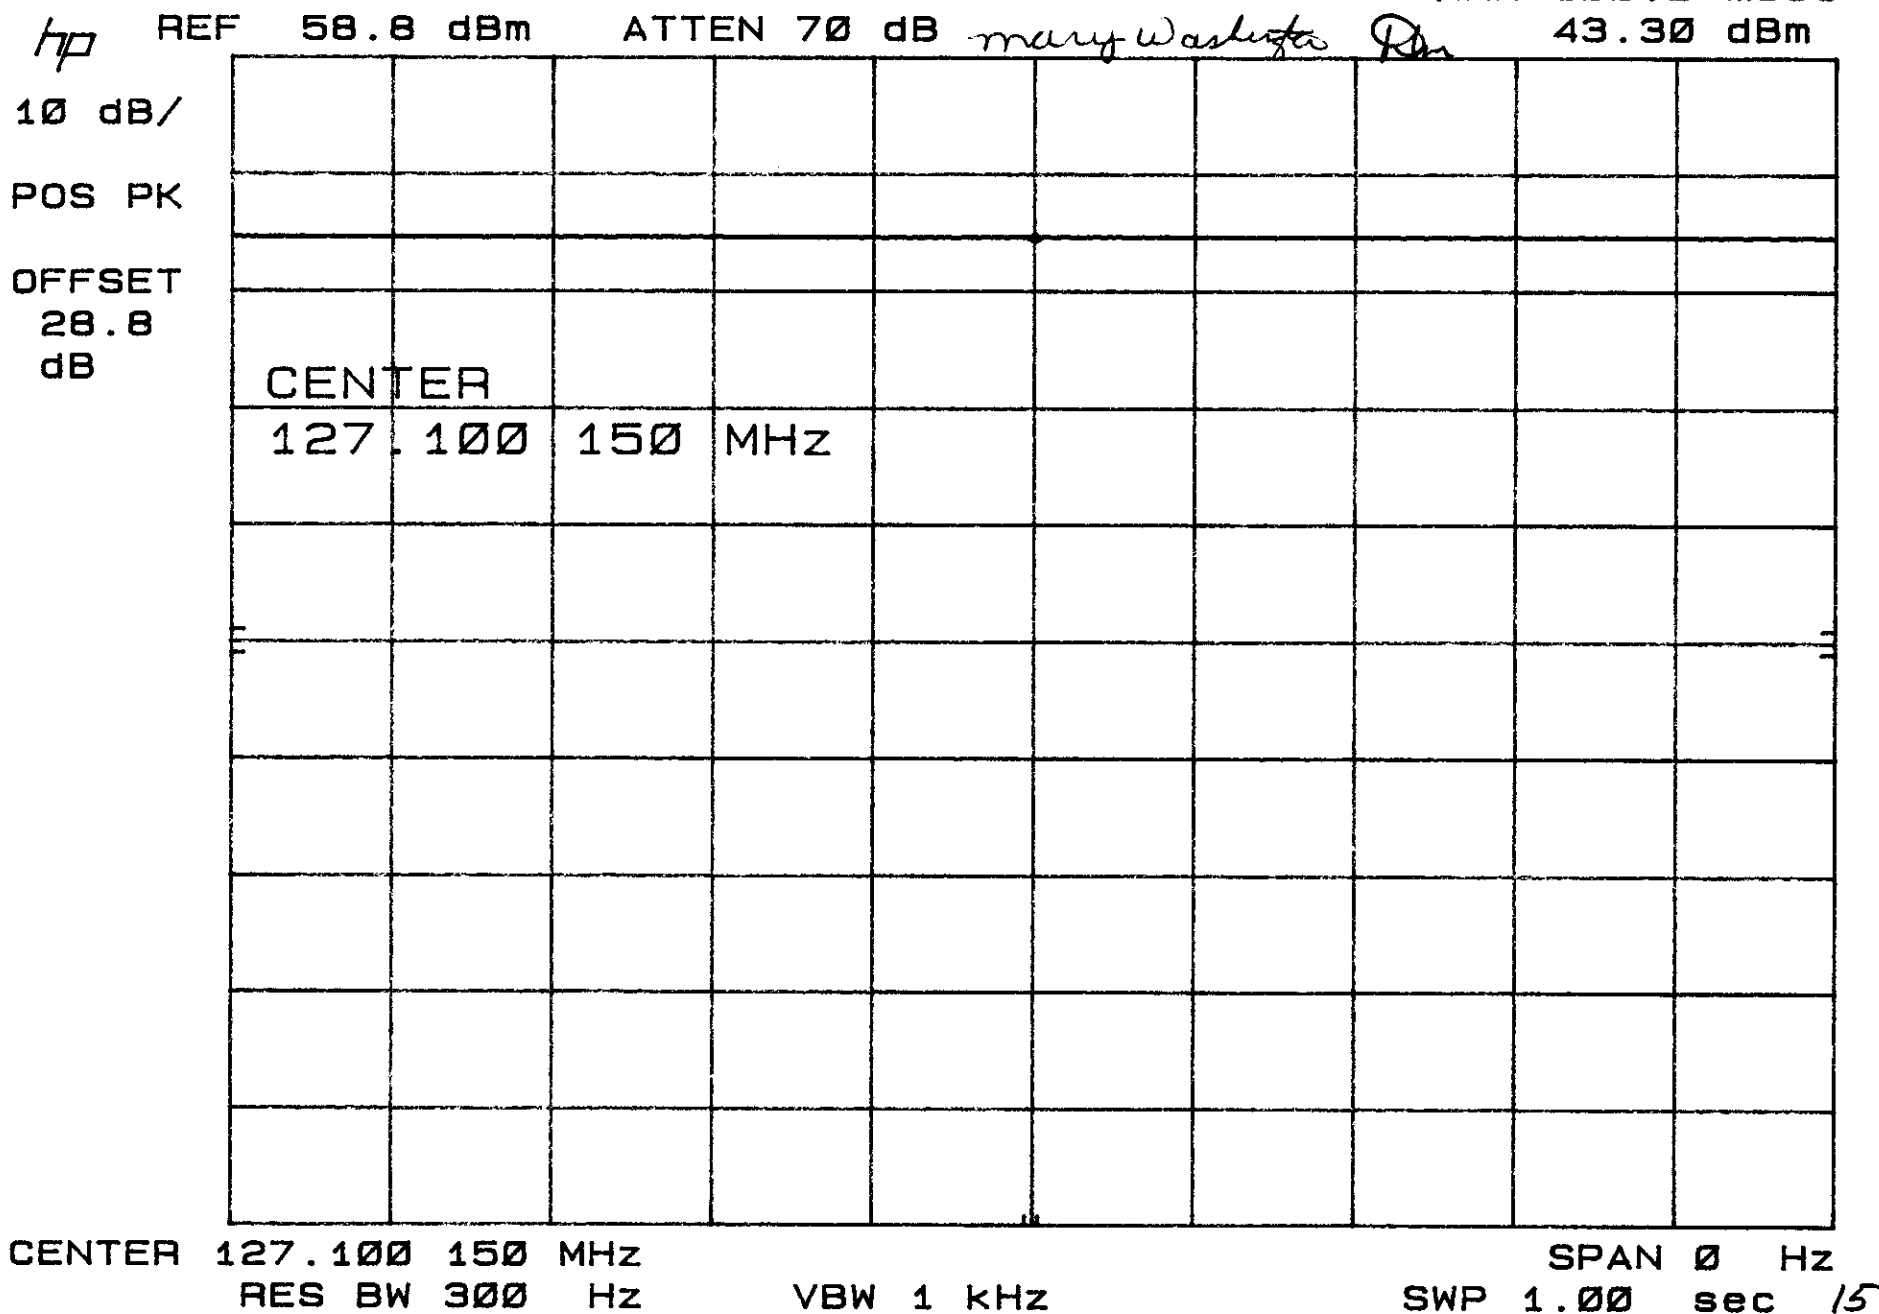 hp REF 58.8 dBm ATTEN 70 dB Mary Washington 43.30 dBm
10 dB/
POS PK
OFFSET
28.8
dB
CENTER
127.100 150 MHz
CENTER 127.100 150 MHz SPAN 0 Hz
RES BW 300 Hz VBW 1 kHz SWP 1.00 sec 15